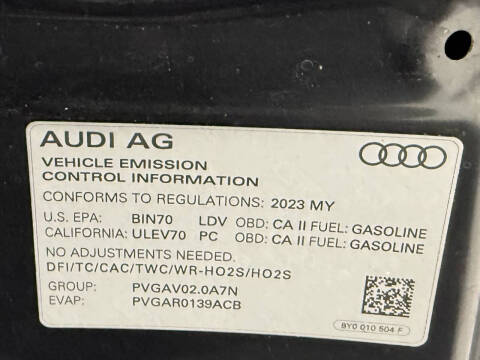 AUDI AG
VEHICLE EMISSION
CONTROL INFORMATION
CONFORMS TO REGULATIONS: 2023 MY
U.S. EPA: BIN70 LDV OBD: CA II FUEL: GASOLINE
CALIFORNIA: ULEV70 PC OBD: CA II FUEL: GASOLINE
NO ADJUSTMENTS NEEDED.
DFI/TC/CAC/TWC/WR-HO2S/HO2S
GROUP: PVGAV02.0A7N
EVAP: PVGAR0139ACB
8Y0 010 504 F